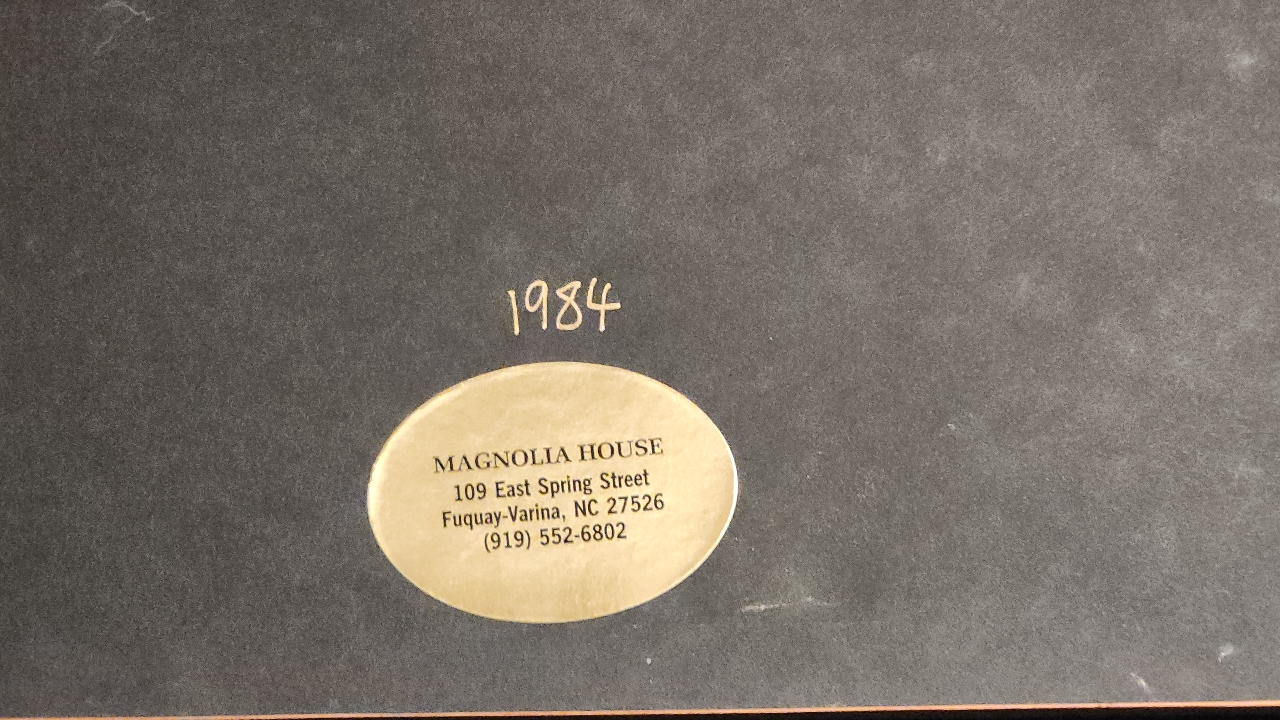 1984
MAGNOLIA HOUSE
109 East Spring Street
Fuquay-Varina, NC 27526
(919) 552-6802